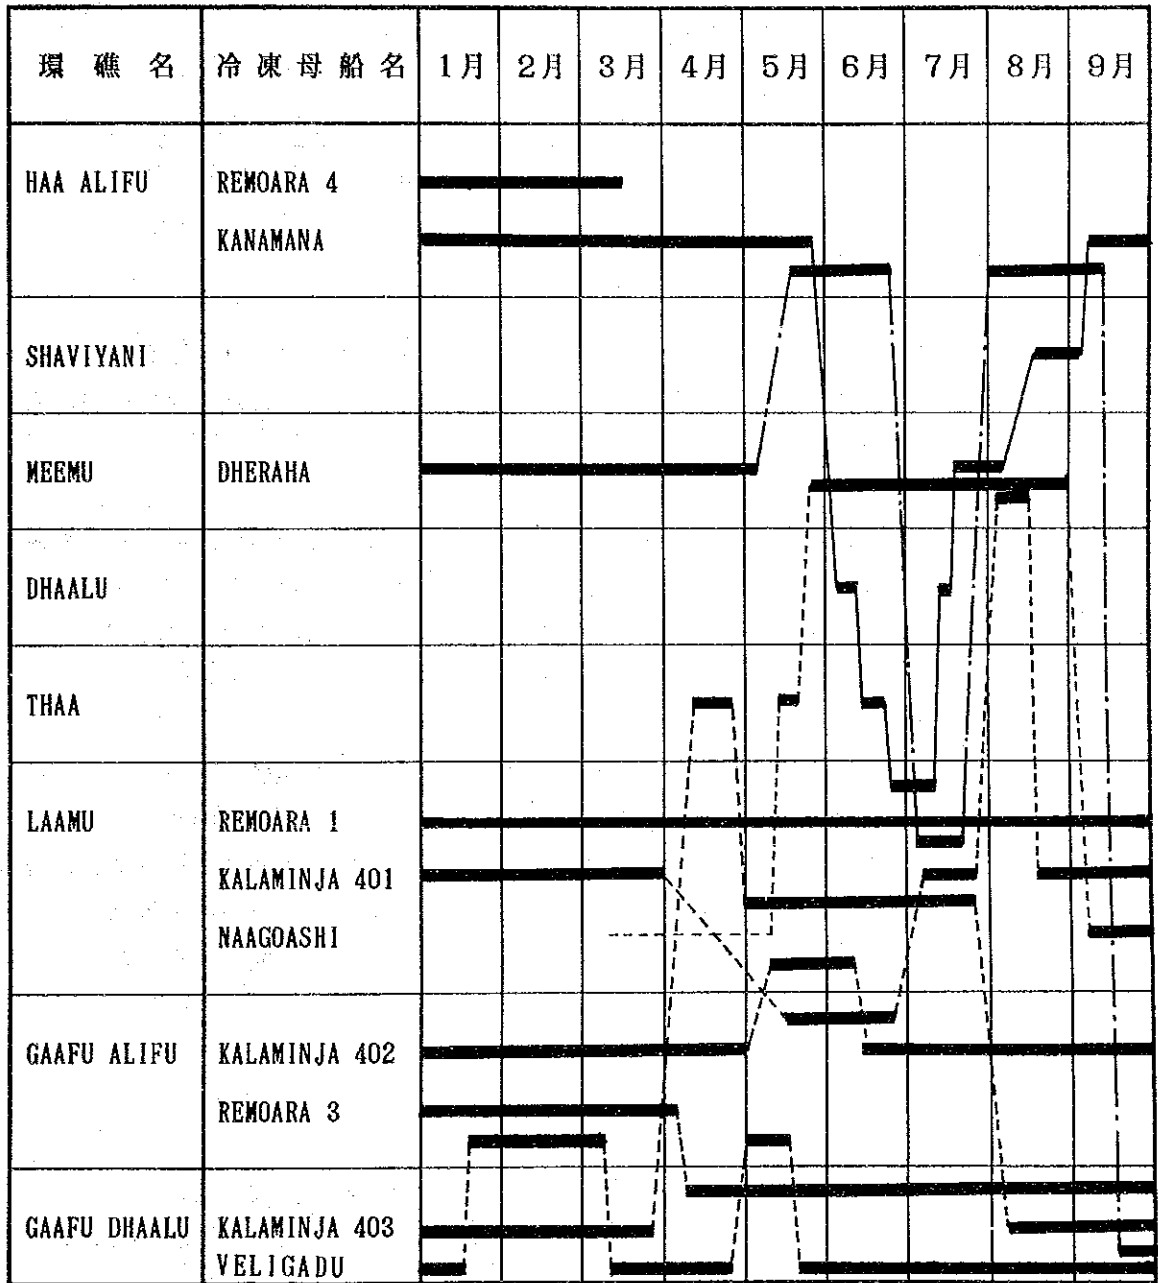 環礁名 冷凍母船名 1月 2月 3月 4月 5月 6月 7月 8月 9月
HAA ALIFU REMOARA 4
KANAMANA
SHAVIYANI
MEEMU DHERAHA
DHAALU
THAA
LAAMU REMOARA 1
KALAMINJA 401
NAAGOASHI
GAAFU ALIFU KALAMINJA 402
REMOARA 3
GAAFU DHAALU KALAMINJA 403
VELIGADU